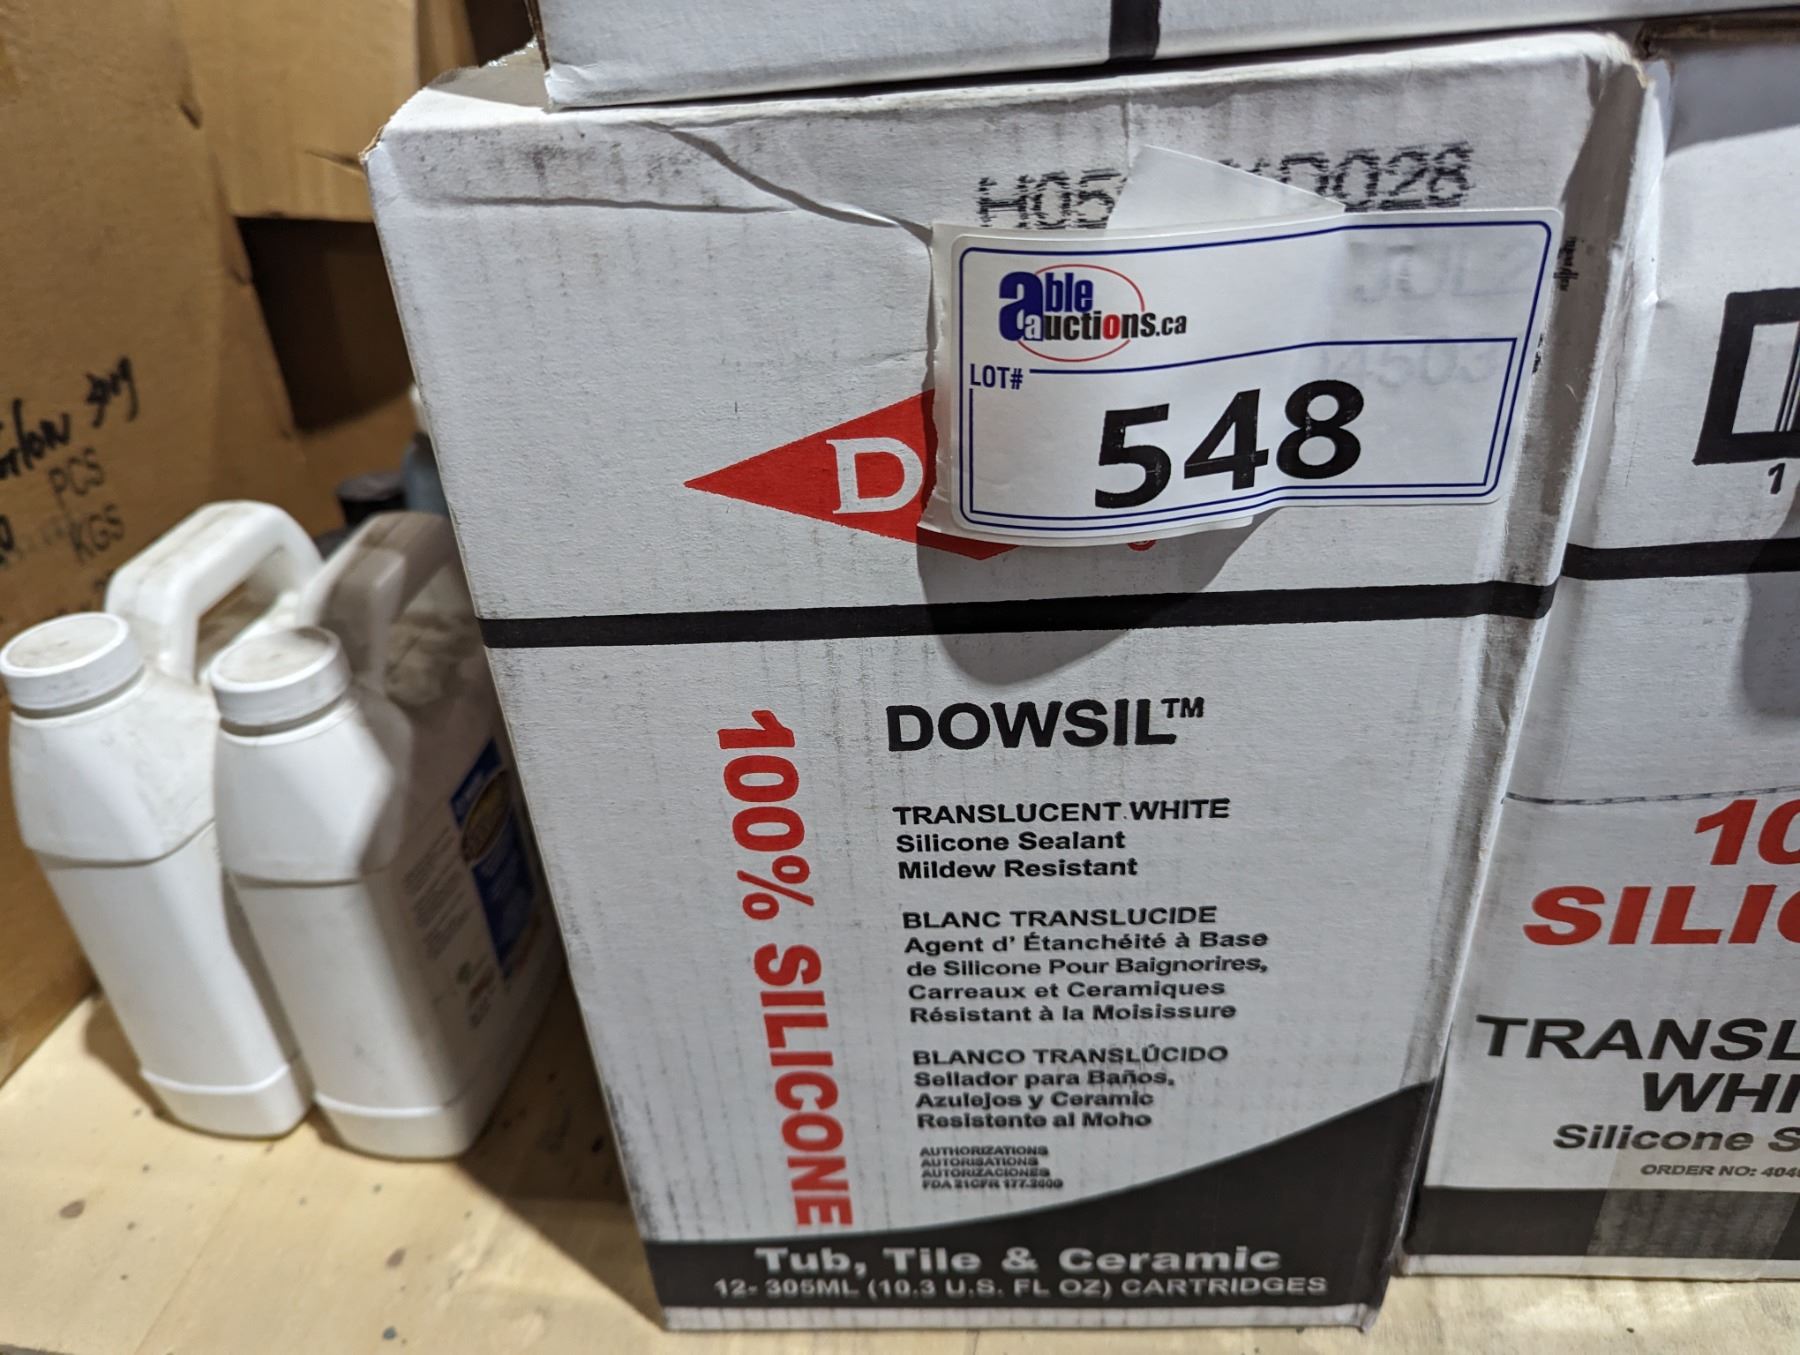 PCS
KGS
able
auctions.ca
LOT#
548
D
100% SILICONE
DOWSIL™
TRANSLUCENT WHITE
Silicone Sealant
Mildew Resistant
BLANC TRANSLUCIDE
Agent d' Étanchéité à Base
de Silicone Pour Baignorires,
Carreaux et Ceramiques
Résistant à la Moisissure
BLANCO TRANSLÚCIDO
Sellador para Baños,
Azulejos y Ceramic
Resistente al Moho
AUTHORIZATIONS
AUTORISATIONS
AUTORIZACIONES
FDA 21CFR 177.2600
Tub, Tile & Ceramic
12- 305ML (10.3 U.S. FL OZ) CARTRIDGES
1
10
SILIC
TRANSL
WHI
Silicone S
ORDER NO: 404